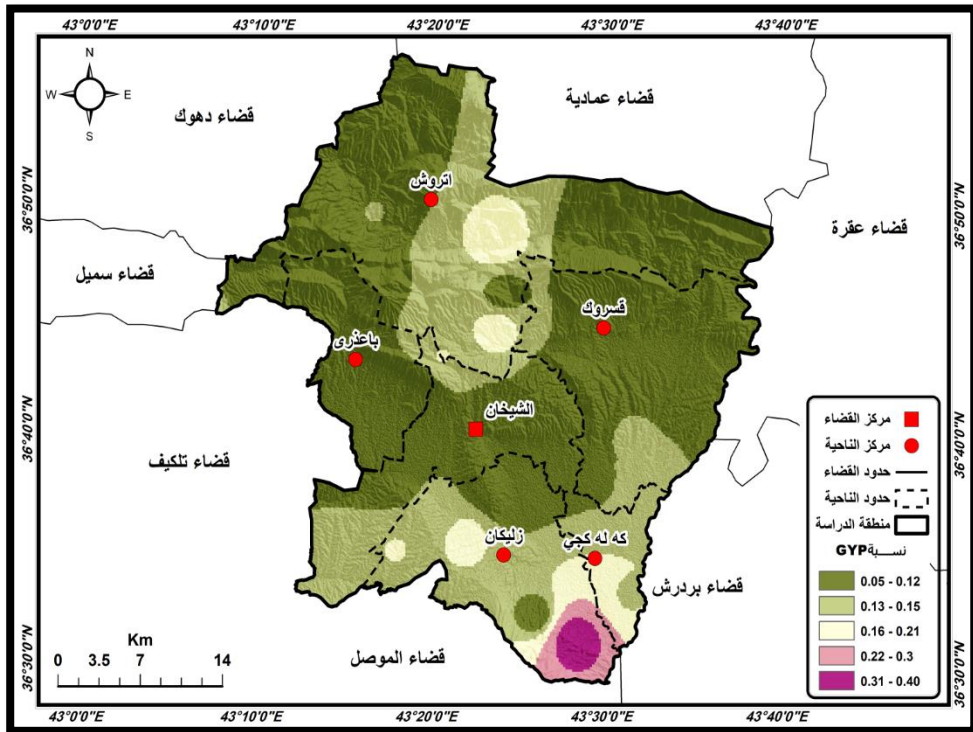 43°0'0"E 43°10'0"E 43°20'0"E 43°30'0"E 43°40'0"E
N
W E
S
قضاء عمادية
قضاء دهوك
اتروش
36°50'0"N 36°50'0"N
قضاء عقرة
قضاء سميل
قسروك
باعذرى
الشيخان
36°40'0"N 36°40'0"N
قضاء تلكيف
زليكان
كه له كجي
قضاء بردرش
قضاء الموصل
36°30'0"N 36°30'0"N
Km
0 3.5 7 14
مركز القضاء
مركز الناحية
حدود القضاء
حدود الناحية
منطقة الدراسة
نسبة GYP
0.05 - 0.12
0.13 - 0.15
0.16 - 0.21
0.22 - 0.3
0.31 - 0.40
43°0'0"E 43°10'0"E 43°20'0"E 43°30'0"E 43°40'0"E